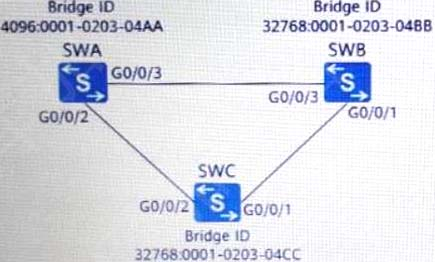 Bridge ID
4096:0001-0203-04AA
SWA
Bridge ID
32768:0001-0203-04BB
SWB
S
G0/0/3
G0/0/2
S
G0/0/3
G0/0/1
SWC
S
G0/0/2
G0/0/1
Bridge ID
32768:0001-0203-04CC